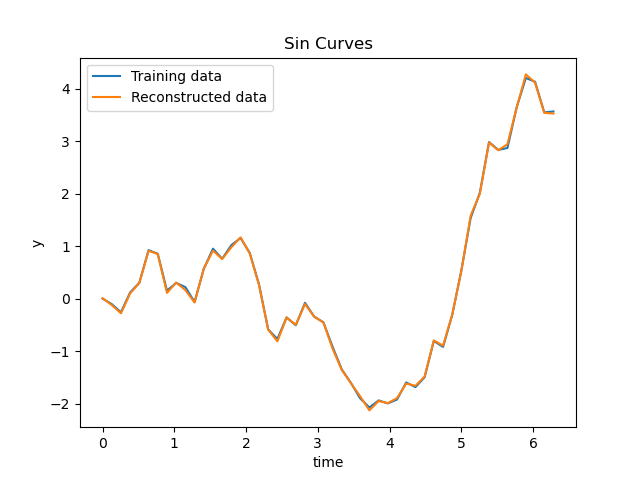 Sin Curves
Training data
Reconstructed data
4
3
2
1
0
−1
−2
y
0 1 2 3 4 5 6
time